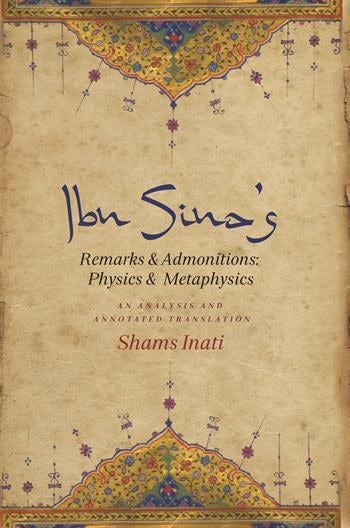 Ibn Sina's
Remarks & Admonitions:
Physics & Metaphysics
AN ANALYSIS AND
ANNOTATED TRANSLATION
Shams Inati